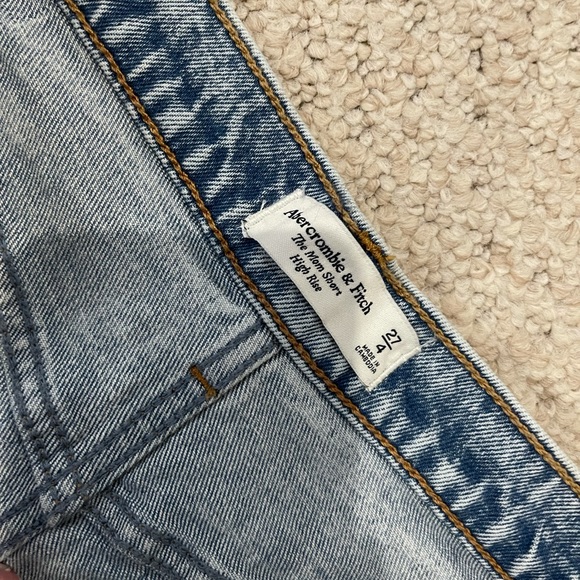 Abercrombie & Fitch
The Mom Short
High Rise
27
4
MADE IN
CAMBODIA